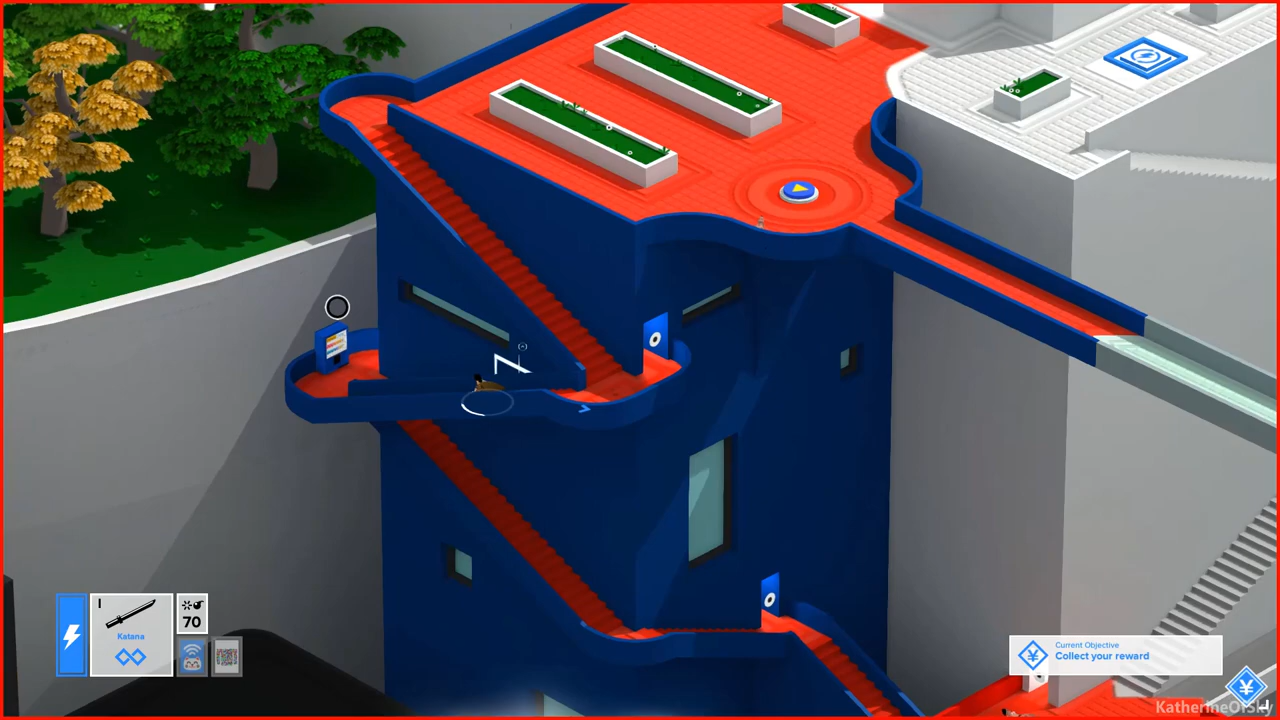 I
Katana
70
Current Objective
Collect your reward
¥
¥
KatherineOfSky